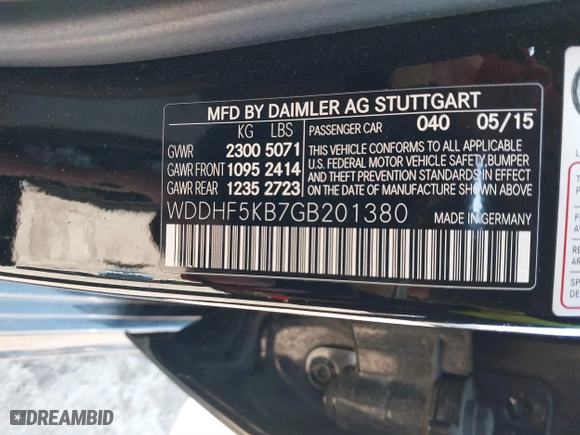 MFD BY DAIMLER AG STUTTGART
KG LBS
GVWR 2300 5071
GAWR FRONT 1095 2414
GAWR REAR 1235 2723
PASSENGER CAR 040 05/15
THIS VEHICLE CONFORMS TO ALL APPLICABLE
U.S. FEDERAL MOTOR VEHICLE SAFETY, BUMPER
AND THEFT PREVENTION STANDARDS IN EFFECT
ON THE DATE OF MANUFACTURE SHOWN ABOVE.
WDDHF5KB7GB201380
MADE IN GERMANY
DREAMBID